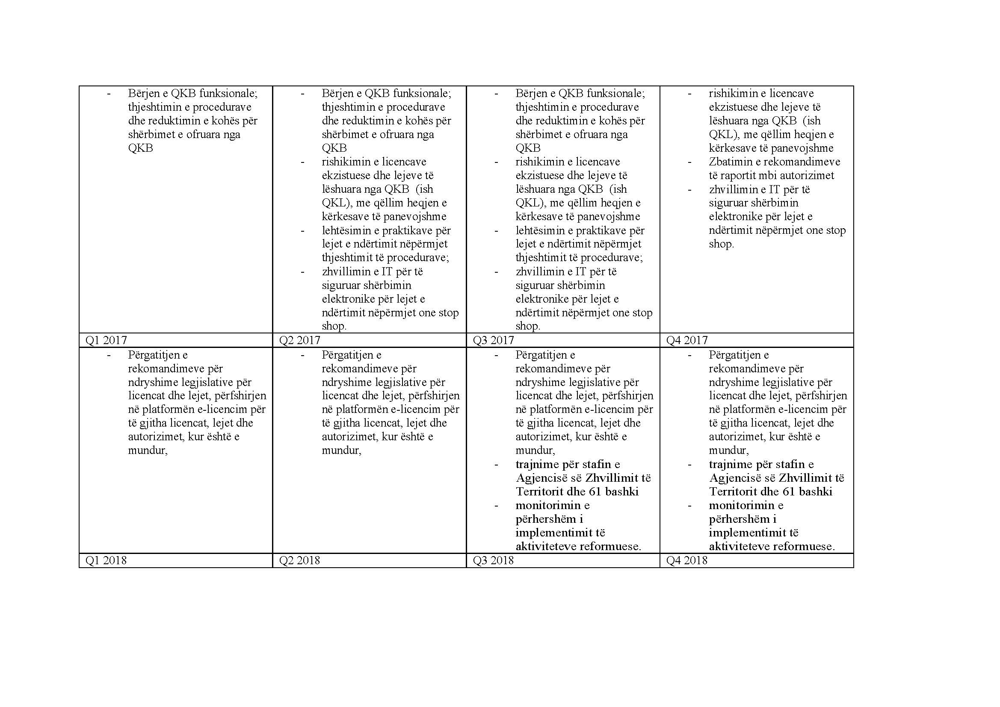 - Bërjen e QKB funksionale;
thjeshtimin e procedurave
dhe reduktimin e kohës për
shërbimet e ofruara nga
QKB
- Bërjen e QKB funksionale;
thjeshtimin e procedurave
dhe reduktimin e kohës për
shërbimet e ofruara nga
QKB
- rishikimin e licencave
ekzistuese dhe lejeve të
lëshuara nga QKB (ish
QKL), me qëllim heqjen e
kërkesave të panevojshme
- lehtësimin e praktikave për
lejet e ndërtimit nëpërmjet
thjeshtimit të procedurave;
- zhvillimin e IT për të
siguruar shërbimin
elektronike për lejet e
ndërtimit nëpërmjet one stop
shop.
- Bërjen e QKB funksionale;
thjeshtimin e procedurave
dhe reduktimin e kohës për
shërbimet e ofruara nga
QKB
- rishikimin e licencave
ekzistuese dhe lejeve të
lëshuara nga QKB (ish
QKL), me qëllim heqjen e
kërkesave të panevojshme
- lehtësimin e praktikave për
lejet e ndërtimit nëpërmjet
thjeshtimit të procedurave;
- zhvillimin e IT për të
siguruar shërbimin
elektronike për lejet e
ndërtimit nëpërmjet one stop
shop.
- rishikimin e licencave
ekzistuese dhe lejeve të
lëshuara nga QKB (ish
QKL), me qëllim heqjen e
kërkesave të panevojshme
- Zbatimin e rekomandimeve
të raportit mbi autorizimet
- zhvillimin e IT për të
siguruar shërbimin
elektronike për lejet e
ndërtimit nëpërmjet one stop
shop.
Q1 2017
Q2 2017
Q3 2017
Q4 2017
- Përgatitjen e
rekomandimeve për
ndryshime legjislative për
licencat dhe lejet, përfshirjen
në platformën e-licencim për
të gjitha licencat, lejet dhe
autorizimet, kur është e
mundur,
- Përgatitjen e
rekomandimeve për
ndryshime legjislative për
licencat dhe lejet, përfshirjen
në platformën e-licencim për
të gjitha licencat, lejet dhe
autorizimet, kur është e
mundur,
- Përgatitjen e
rekomandimeve për
ndryshime legjislative për
licencat dhe lejet, përfshirjen
në platformën e-licencim për
të gjitha licencat, lejet dhe
autorizimet, kur është e
mundur,
- trajnime për stafin e
Agjencisë së Zhvillimit të
Territorit dhe 61 bashki
- monitorimin e
përhershëm i
implementimit të
aktiviteteve reformuese.
- Përgatitjen e
rekomandimeve për
ndryshime legjislative për
licencat dhe lejet, përfshirjen
në platformën e-licencim për
të gjitha licencat, lejet dhe
autorizimet, kur është e
mundur,
- trajnime për stafin e
Agjencisë së Zhvillimit të
Territorit dhe 61 bashki
- monitorimin e
përhershëm i
implementimit të
aktiviteteve reformuese.
Q1 2018
Q2 2018
Q3 2018
Q4 2018